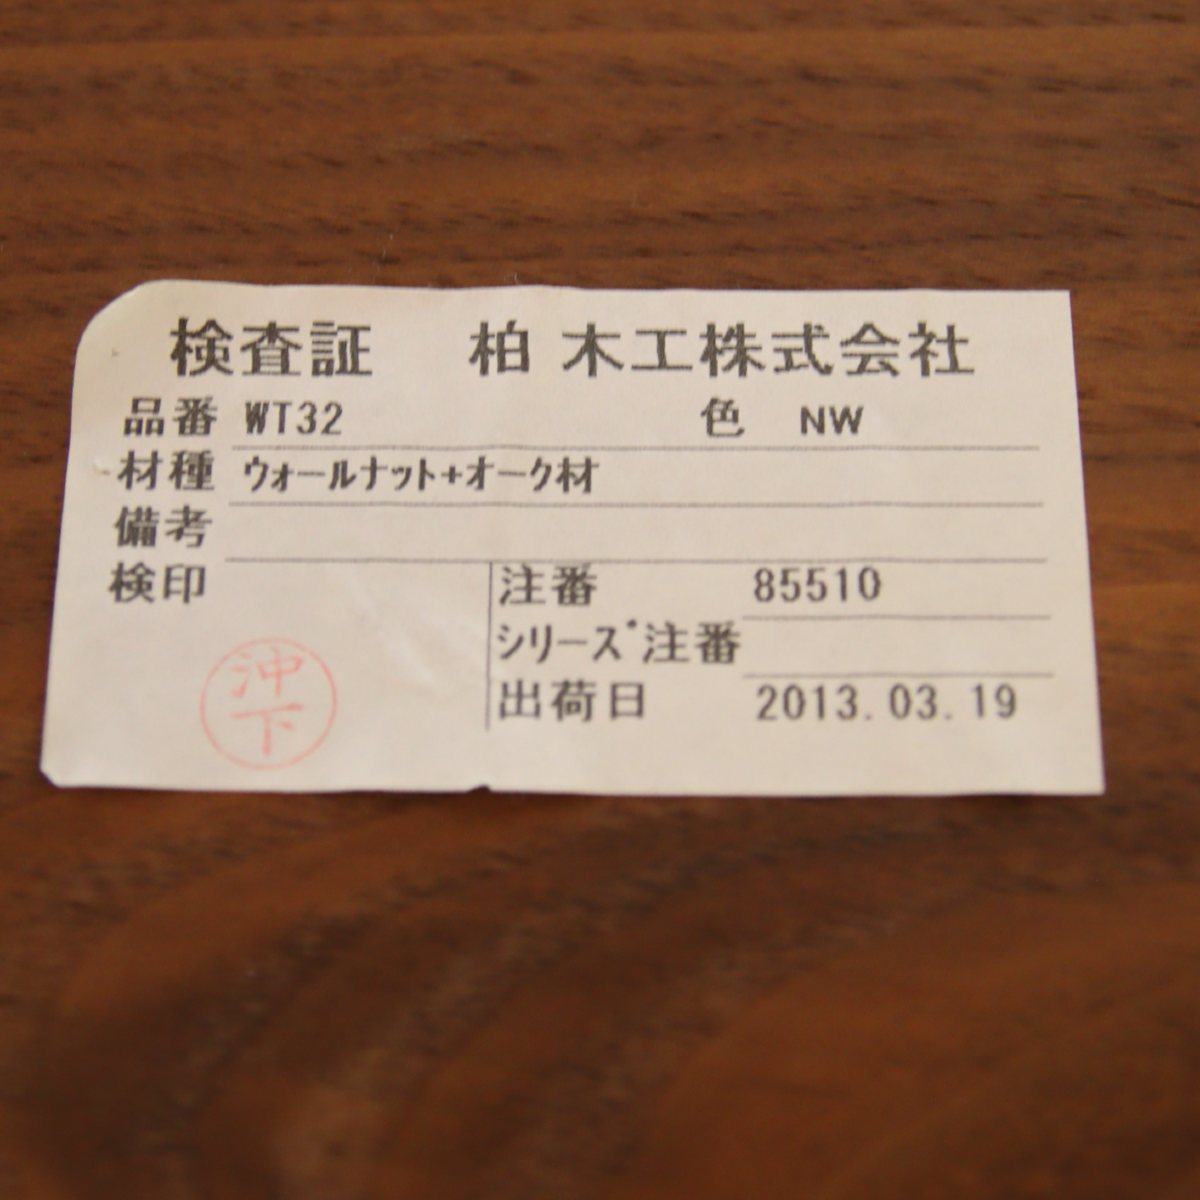 検査証 柏木工株式会社
品番 WT32 色 NW
材種 ウォールナット+オーク材
備考
検印
注番 85510
シリーズ注番
出荷日 2013.03.19
沖下